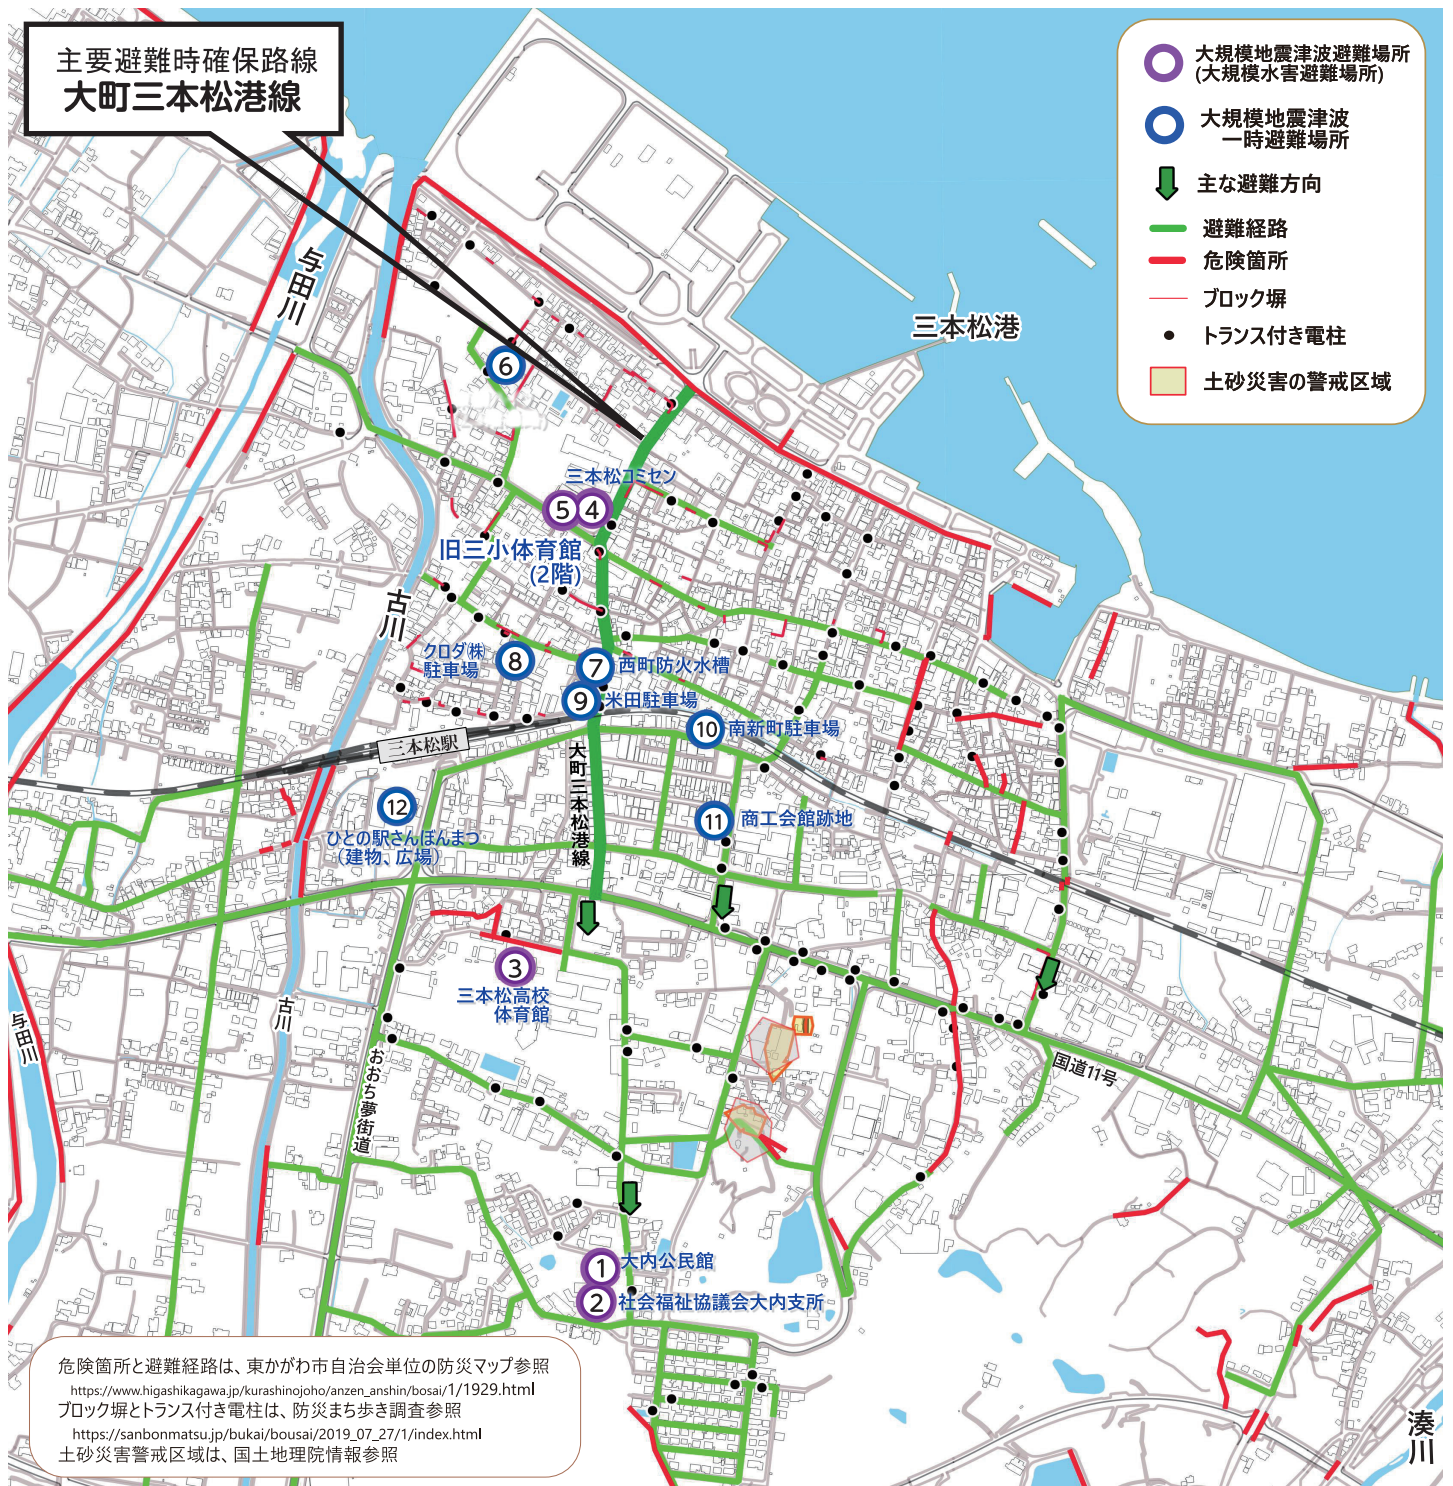 主要避難時確保路線
大町三本松港線
大規模地震津波避難場所
(大規模水害避難場所)
大規模地震津波
一時避難場所
主な避難方向
避難経路
危険箇所
ブロック塀
トランス付き電柱
土砂災害の警戒区域
与田川
三本松港
6
三本松コミセン
5
4
旧三小体育館
(2階)
古川
クロダ㈱
駐車場
8
7
西町防火水槽
9
米田駐車場
10
南新町駐車場
三本松駅
大町三本松港線
12
ひとの駅さんぼんまつ
(建物、広場)
11
商工会館跡地
3
三本松高校
体育館
古川
与田川
おおち夢街道
国道11号
1
大内公民館
2
社会福祉協議会大内支所
湊川
危険箇所と避難経路は、東かがわ市自治会単位の防災マップ参照
https://www.higashikagawa.jp/kurashinojoho/anzen_anshin/bosai/1/1929.html
ブロック塀とトランス付き電柱は、防災まち歩き調査参照
https://sanbonmatsu.jp/bukai/bousai/2019_07_27/1/index.html
土砂災害警戒区域は、国土地理院情報参照